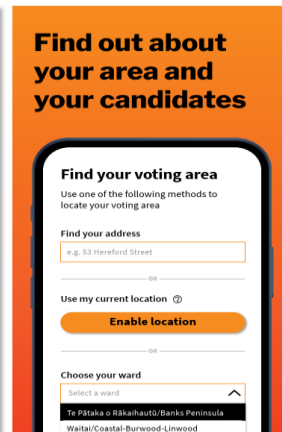 Find out about
your area and
your candidates
Find your voting area
Use one of the following methods to
locate your voting area
Find your address
e.g. 53 Hereford Street
OR
Use my current location ?
Enable location
OR
Choose your ward
Select a ward
Te Pātaka o Rākaihautū/Banks Peninsula
Waitai/Coastal-Burwood-Linwood